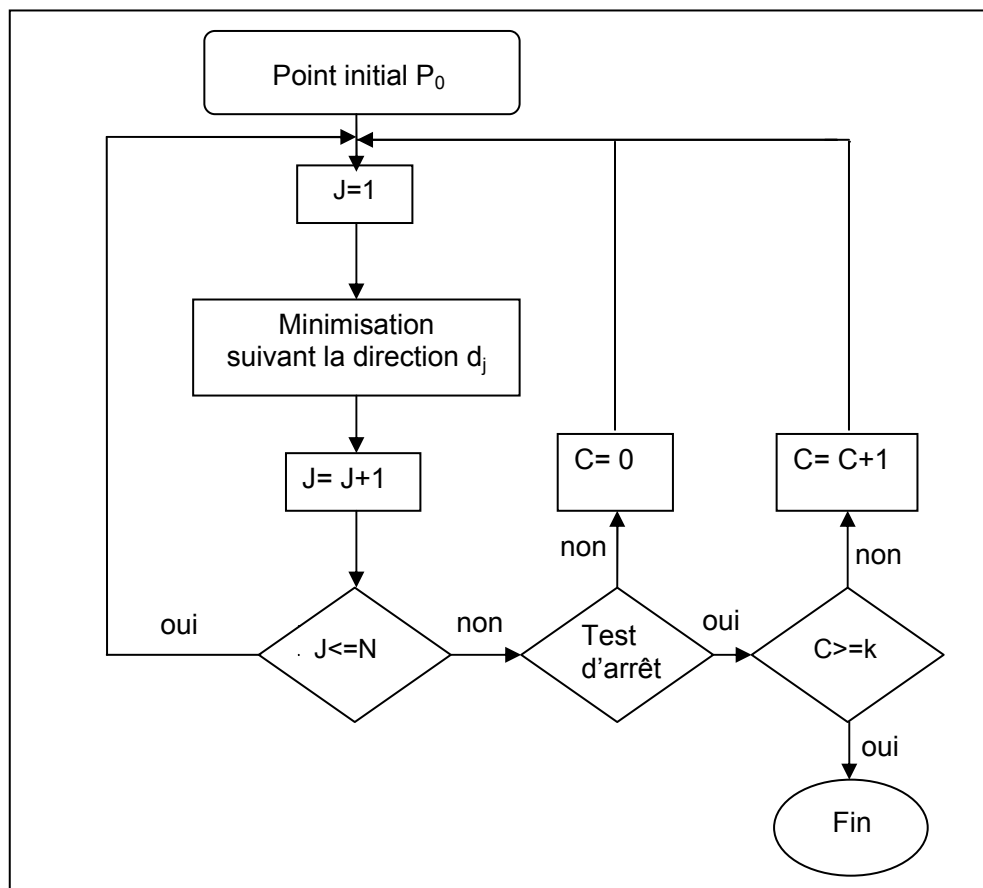 Point initial P₀
J=1
Minimisation
suivant la direction dⱼ
J= J+1
C= 0
C= C+1
non
non
oui
J<=N
non
Test
d’arrêt
oui
C>=k
oui
Fin